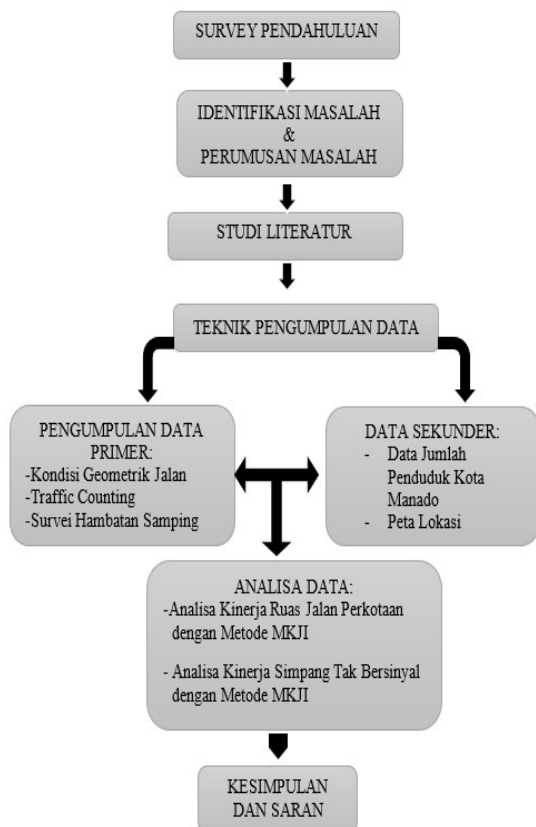 SURVEY PENDAHULUAN
IDENTIFIKASI MASALAH
&
PERUMUSAN MASALAH
STUDI LITERATUR
TEKNIK PENGUMPULAN DATA
PENGUMPULAN DATA
PRIMER:
-Kondisi Geometrik Jalan
-Traffic Counting
-Survei Hambatan Samping
DATA SEKUNDER:
- Data Jumlah
Penduduk Kota
Manado
- Peta Lokasi
ANALISA DATA:
-Analisa Kinerja Ruas Jalan Perkotaan
dengan Metode MKJI
- Analisa Kinerja Simpang Tak Bersinyal
dengan Metode MKJI
KESIMPULAN
DAN SARAN